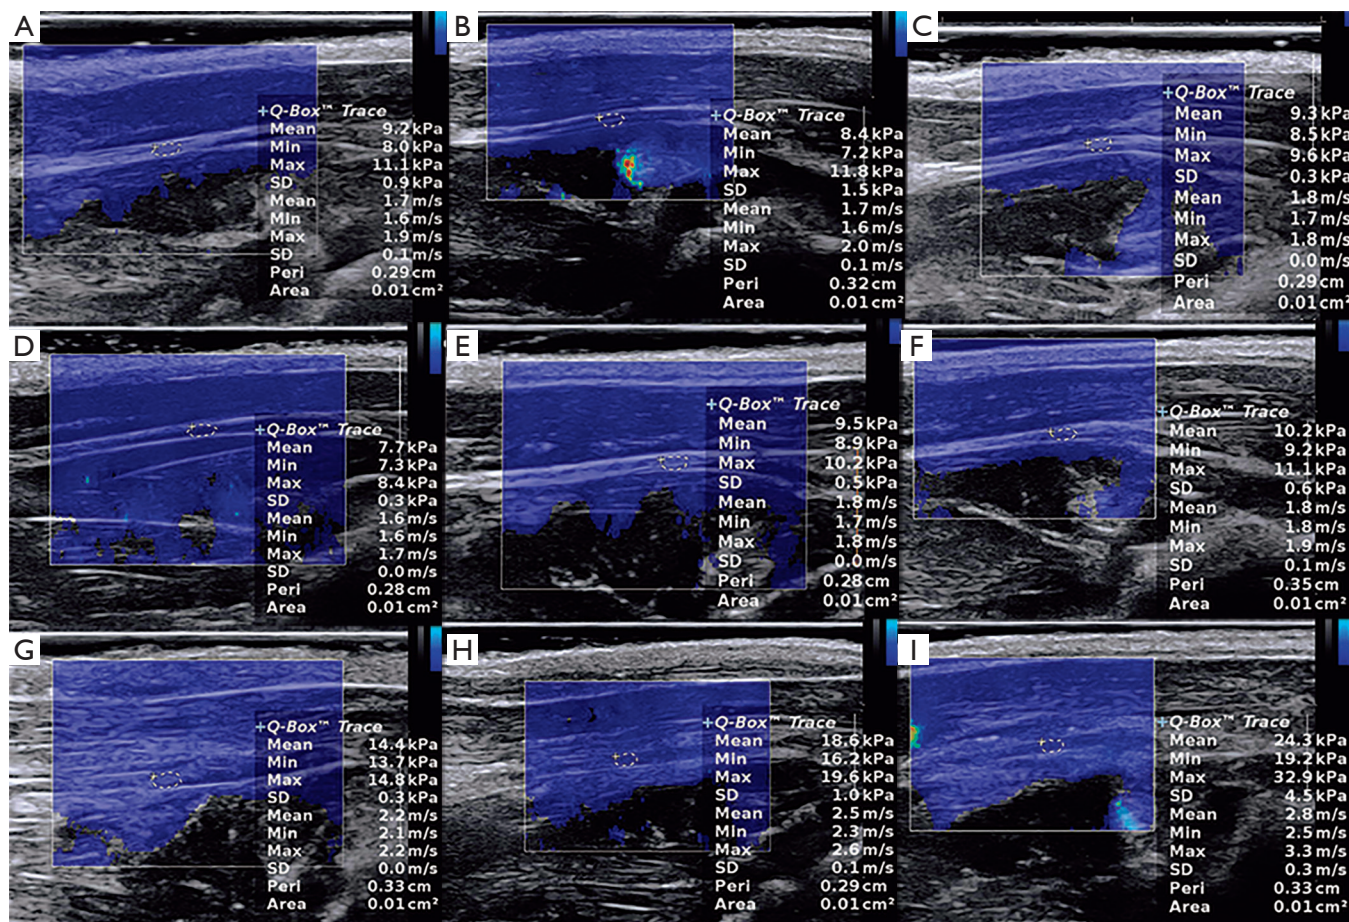 A
+Q-Box™ Trace
Mean 9.2 kPa
Min 8.0 kPa
Max 11.1 kPa
SD 0.9 kPa
Mean 1.7 m/s
Min 1.6 m/s
Max 1.9 m/s
SD 0.1 m/s
Peri 0.29 cm
Area 0.01 cm²
B
+Q-Box™ Trace
Mean 8.4 kPa
Min 7.2 kPa
Max 11.8 kPa
SD 1.5 kPa
Mean 1.7 m/s
Min 1.6 m/s
Max 2.0 m/s
SD 0.1 m/s
Peri 0.32 cm
Area 0.01 cm²
C
+Q-Box™ Trace
Mean 9.3 kPa
Min 8.5 kPa
Max 9.6 kPa
SD 0.3 kPa
Mean 1.8 m/s
Min 1.7 m/s
Max 1.8 m/s
SD 0.0 m/s
Peri 0.29 cm
Area 0.01 cm²
D
+Q-Box™ Trace
Mean 7.7 kPa
Min 7.3 kPa
Max 8.4 kPa
SD 0.3 kPa
Mean 1.6 m/s
Min 1.6 m/s
Max 1.7 m/s
SD 0.0 m/s
Peri 0.28 cm
Area 0.01 cm²
E
+Q-Box™ Trace
Mean 9.5 kPa
Min 8.9 kPa
Max 10.2 kPa
SD 0.5 kPa
Mean 1.8 m/s
Min 1.7 m/s
Max 1.8 m/s
SD 0.0 m/s
Peri 0.28 cm
Area 0.01 cm²
F
+Q-Box™ Trace
Mean 10.2 kPa
Min 9.2 kPa
Max 11.1 kPa
SD 0.6 kPa
Mean 1.8 m/s
Min 1.8 m/s
Max 1.9 m/s
SD 0.1 m/s
Peri 0.35 cm
Area 0.01 cm²
G
+Q-Box™ Trace
Mean 14.4 kPa
Min 13.7 kPa
Max 14.8 kPa
SD 0.3 kPa
Mean 2.2 m/s
Min 2.1 m/s
Max 2.2 m/s
SD 0.0 m/s
Peri 0.33 cm
Area 0.01 cm²
H
+Q-Box™ Trace
Mean 18.6 kPa
Min 16.2 kPa
Max 19.6 kPa
SD 1.0 kPa
Mean 2.5 m/s
Min 2.3 m/s
Max 2.6 m/s
SD 0.1 m/s
Peri 0.29 cm
Area 0.01 cm²
I
+Q-Box™ Trace
Mean 24.3 kPa
Min 19.2 kPa
Max 32.9 kPa
SD 4.5 kPa
Mean 2.8 m/s
Min 2.5 m/s
Max 3.3 m/s
SD 0.3 m/s
Peri 0.33 cm
Area 0.01 cm²